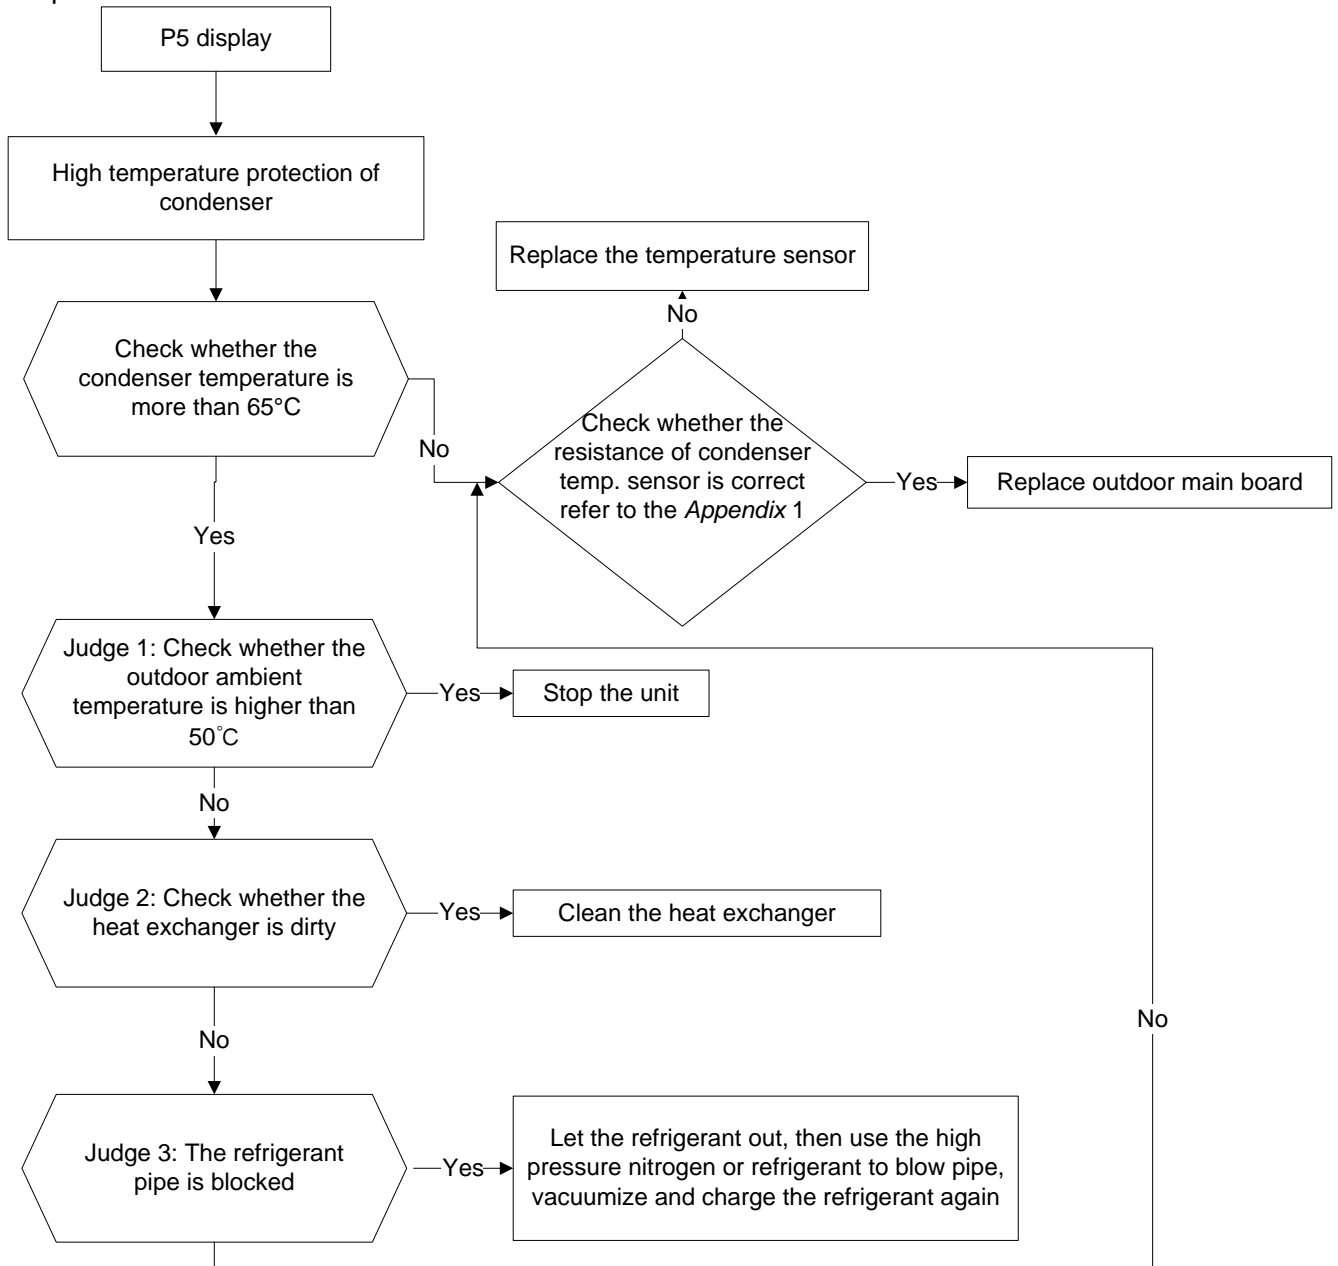 P5 display
High temperature protection of
condenser
Replace the temperature sensor
No
Check whether the
condenser temperature is
more than 65°C
No
Check whether the
resistance of condenser
temp. sensor is correct
refer to the Appendix 1
Yes
Replace outdoor main board
Yes
Judge 1: Check whether the
outdoor ambient
temperature is higher than
50℃
Yes
Stop the unit
No
Judge 2: Check whether the
heat exchanger is dirty
Yes
Clean the heat exchanger
No
No
Judge 3: The refrigerant
pipe is blocked
Yes
Let the refrigerant out, then use the high
pressure nitrogen or refrigerant to blow pipe,
vacuumize and charge the refrigerant again